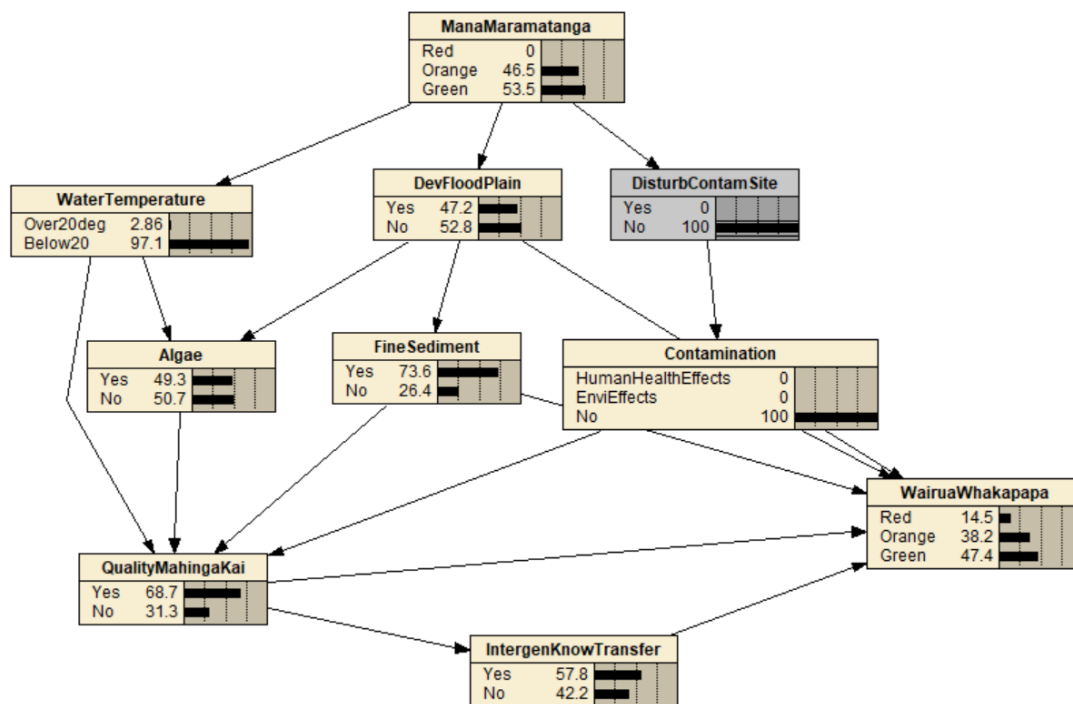 ManaMaramatanga
Red 0
Orange 46.5
Green 53.5
WaterTemperature
Over20deg 2.86
Below20 97.1
DevFloodPlain
Yes 47.2
No 52.8
DisturbContamSite
Yes 0
No 100
Algae
Yes 49.3
No 50.7
FineSediment
Yes 73.6
No 26.4
Contamination
HumanHealthEffects 0
EnviEffects 0
No 100
WairuaWhakapapa
Red 14.5
Orange 38.2
Green 47.4
QualityMahingaKai
Yes 68.7
No 31.3
IntergenKnowTransfer
Yes 57.8
No 42.2